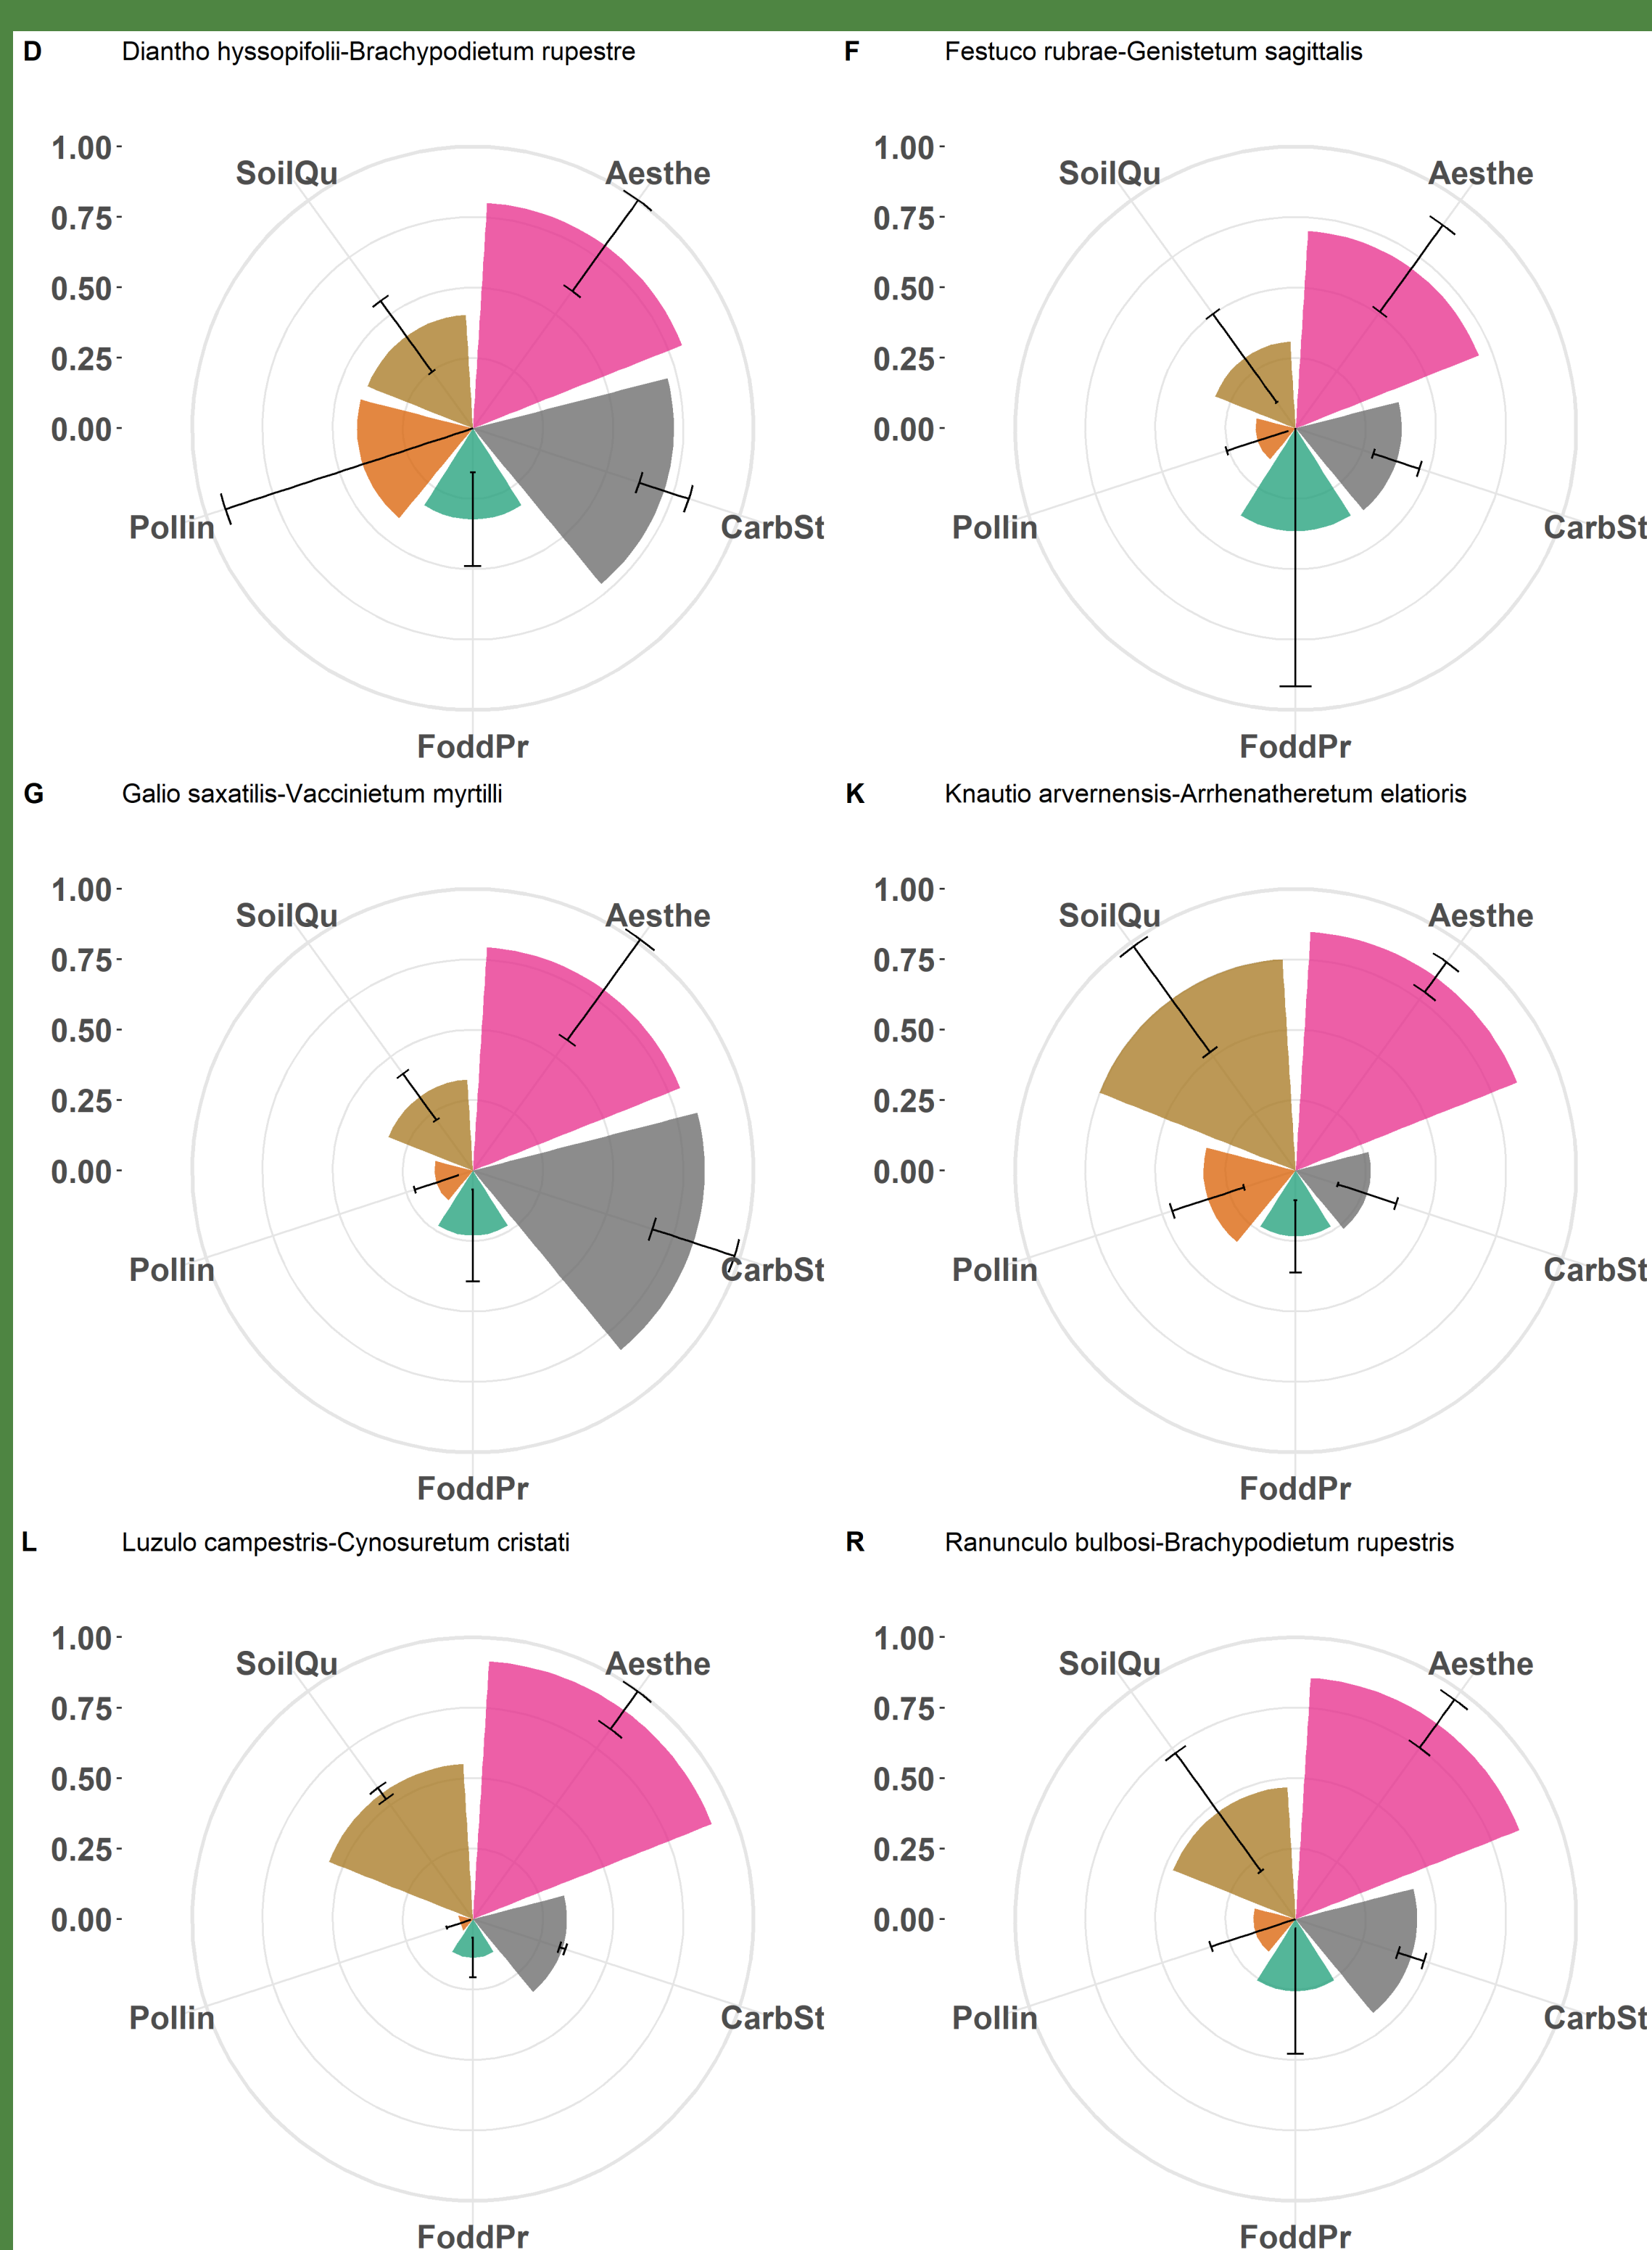 D Diantho hyssopifolii-Brachypodietum rupestre
1.00
0.75
0.50
0.25
0.00
SoilQu
Aesthe
Pollin
CarbSt
FoddPr
F Festuco rubrae-Genistetum sagittalis
1.00
0.75
0.50
0.25
0.00
SoilQu
Aesthe
Pollin
CarbSt
FoddPr
G Galio saxatilis-Vaccinietum myrtilli
1.00
0.75
0.50
0.25
0.00
SoilQu
Aesthe
Pollin
CarbSt
FoddPr
K Knautio arvernensis-Arrhenatheretum elatioris
1.00
0.75
0.50
0.25
0.00
SoilQu
Aesthe
Pollin
CarbSt
FoddPr
L Luzulo campestris-Cynosuretum cristati
1.00
0.75
0.50
0.25
0.00
SoilQu
Aesthe
Pollin
CarbSt
FoddPr
R Ranunculo bulbosi-Brachypodietum rupestris
1.00
0.75
0.50
0.25
0.00
SoilQu
Aesthe
Pollin
CarbSt
FoddPr